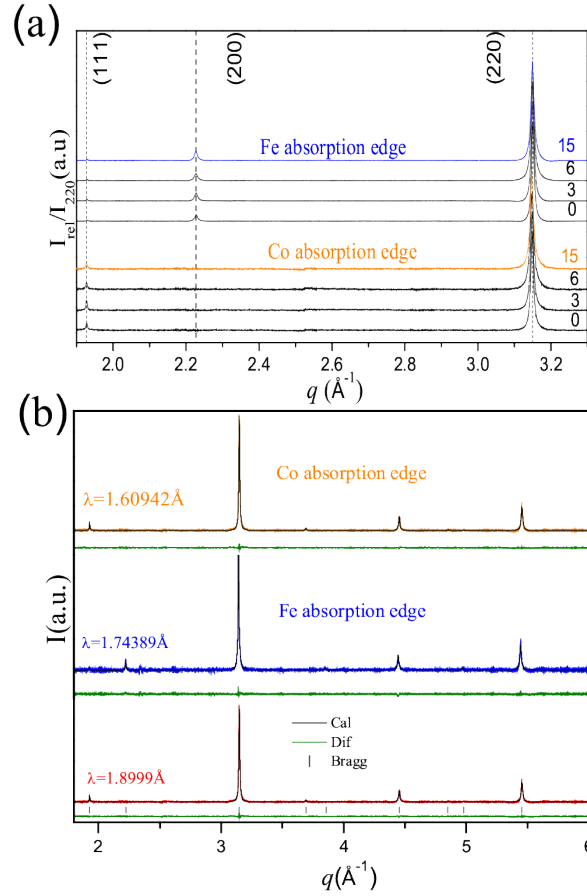 (a)
(111)
(200)
(220)
Fe absorption edge
15
6
3
0
Co absorption edge
15
6
3
0
I_rel/I_220(a.u)
2.0 2.2 2.4 2.6 2.8 3.0 3.2
q (Å⁻¹)
(b)
Co absorption edge
λ=1.60942Å
Fe absorption edge
λ=1.74389Å
Cal
Dif
Bragg
λ=1.8999Å
I(a.u.)
2 3 4 5 6
q(Å⁻¹)